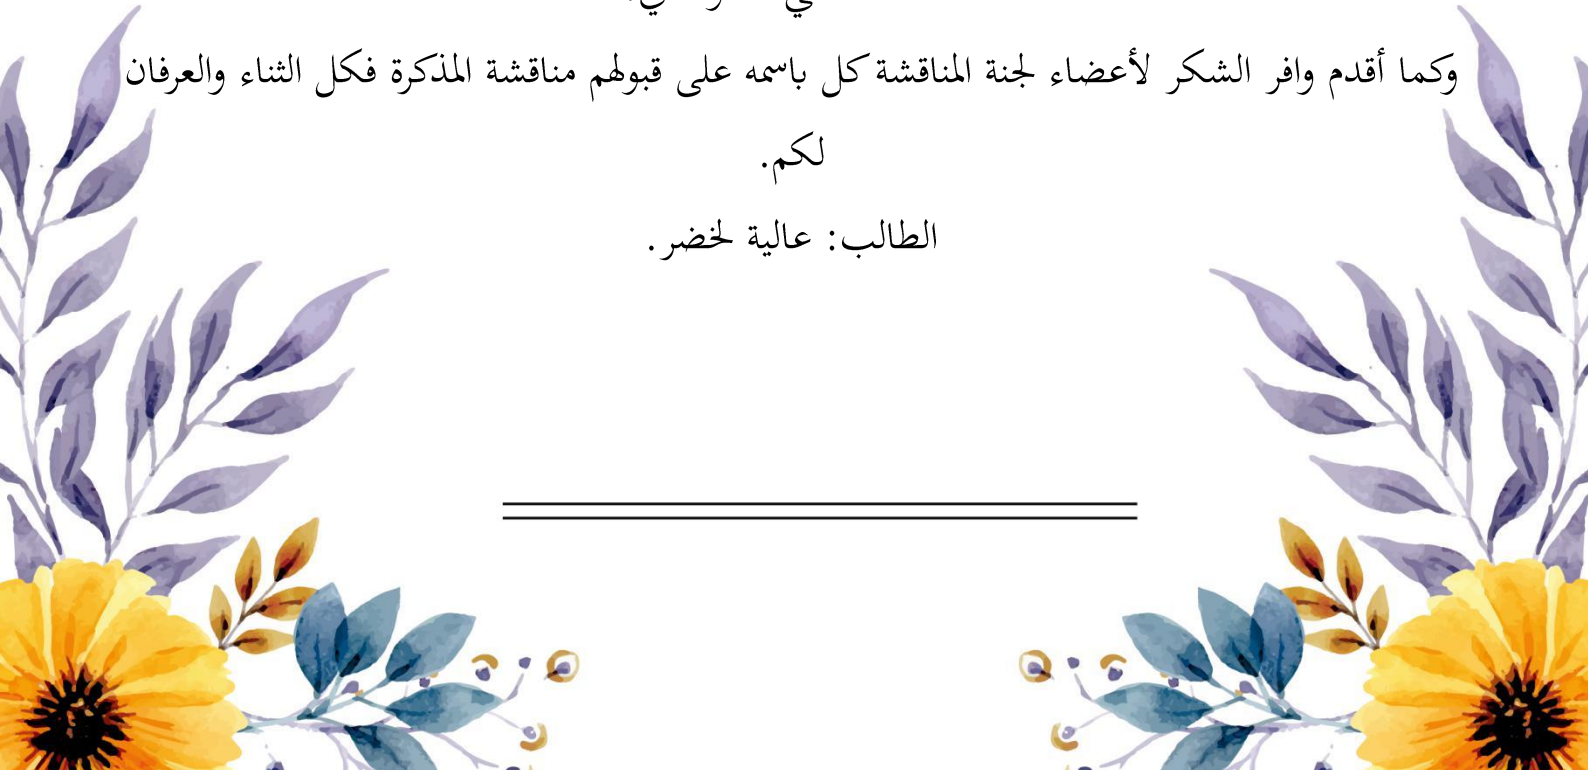 وكما أقدم وافر الشكر لأعضاء لجنة المناقشة كل باسمه على قبولهم مناقشة المذكرة فكل الثناء والعرفان
لكم.
الطالب: عالية لخضر.